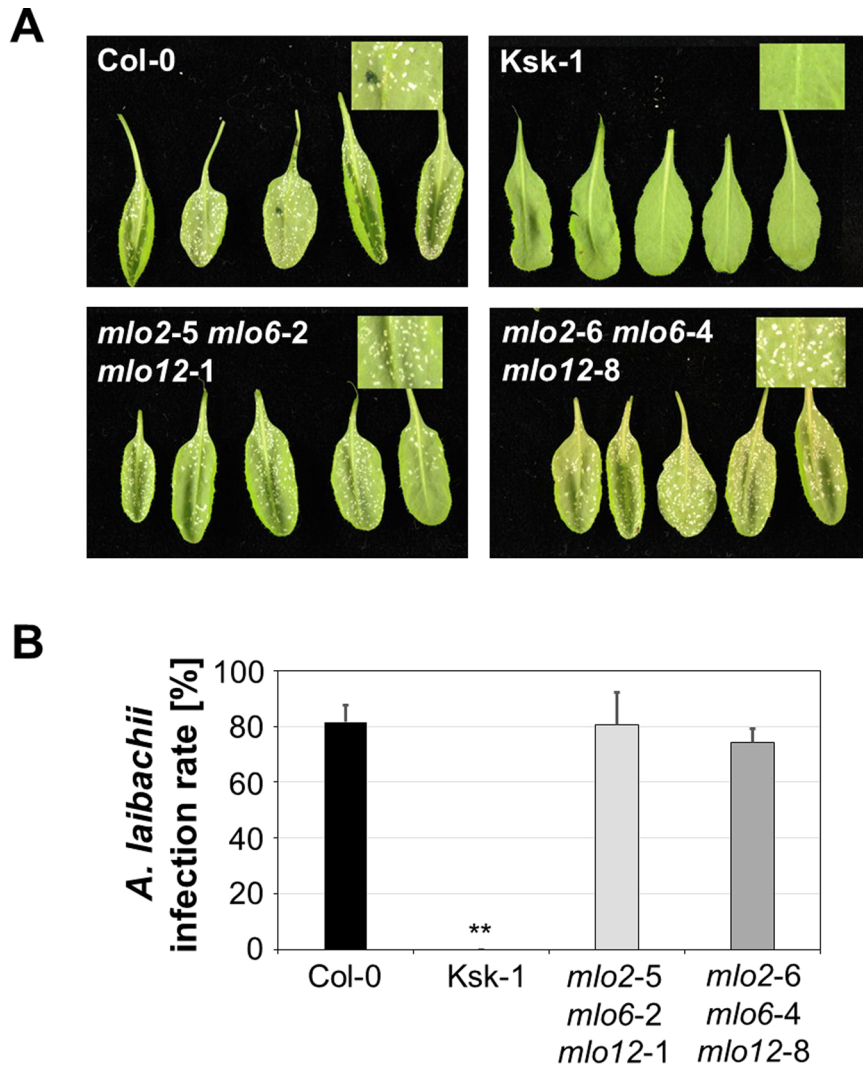 A
Col-0
Ksk-1
mlo2-5 mlo6-2
mlo12-1
mlo2-6 mlo6-4
mlo12-8
B
A. laibachii
infection rate [%]
100
80
60
40
20
0
**
Col-0
Ksk-1
mlo2-5
mlo6-2
mlo12-1
mlo2-6
mlo6-4
mlo12-8